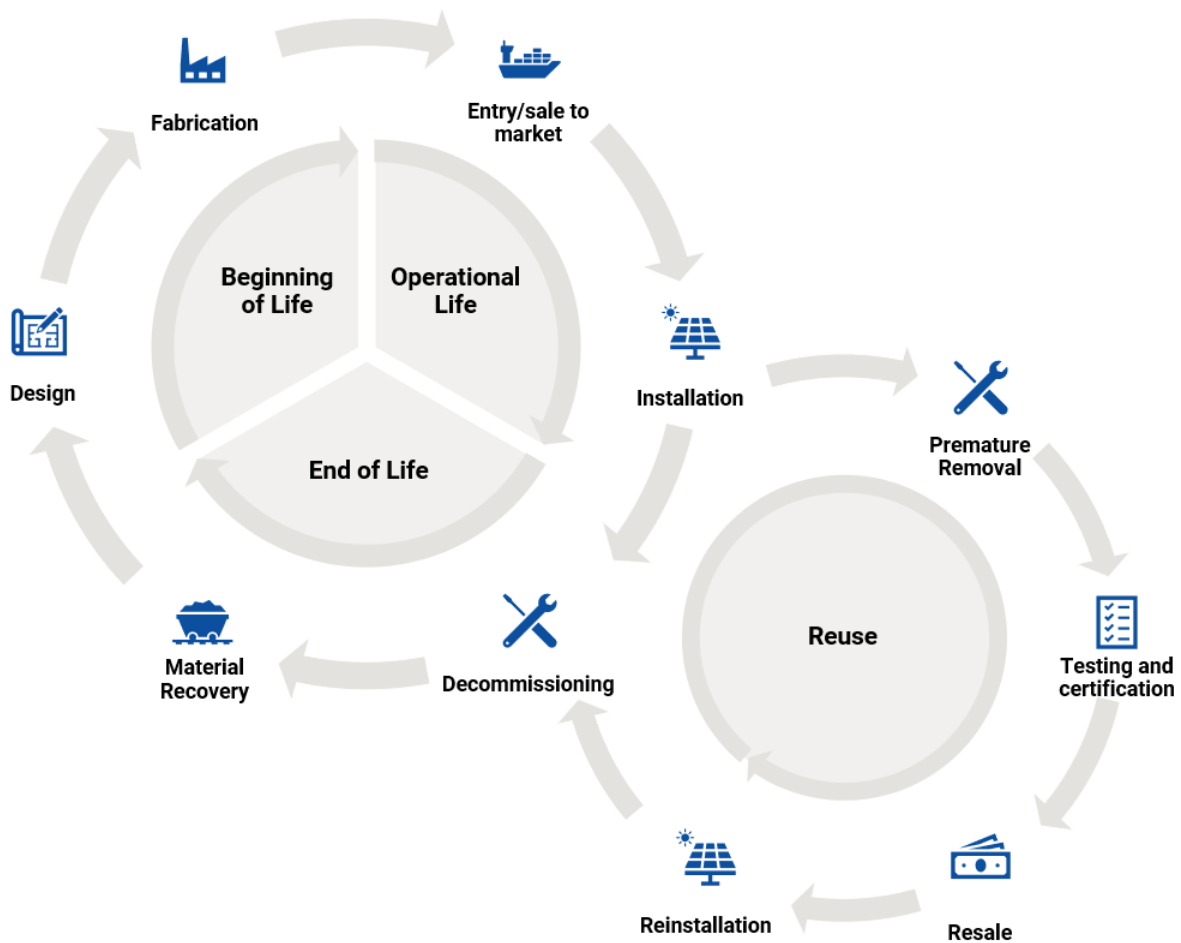 Fabrication
Entry/sale to
market
Beginning
of Life
Operational
Life
Design
Installation
Premature
Removal
End of Life
Reuse
Material
Recovery
Decommissioning
Testing and
certification
Reinstallation
Resale